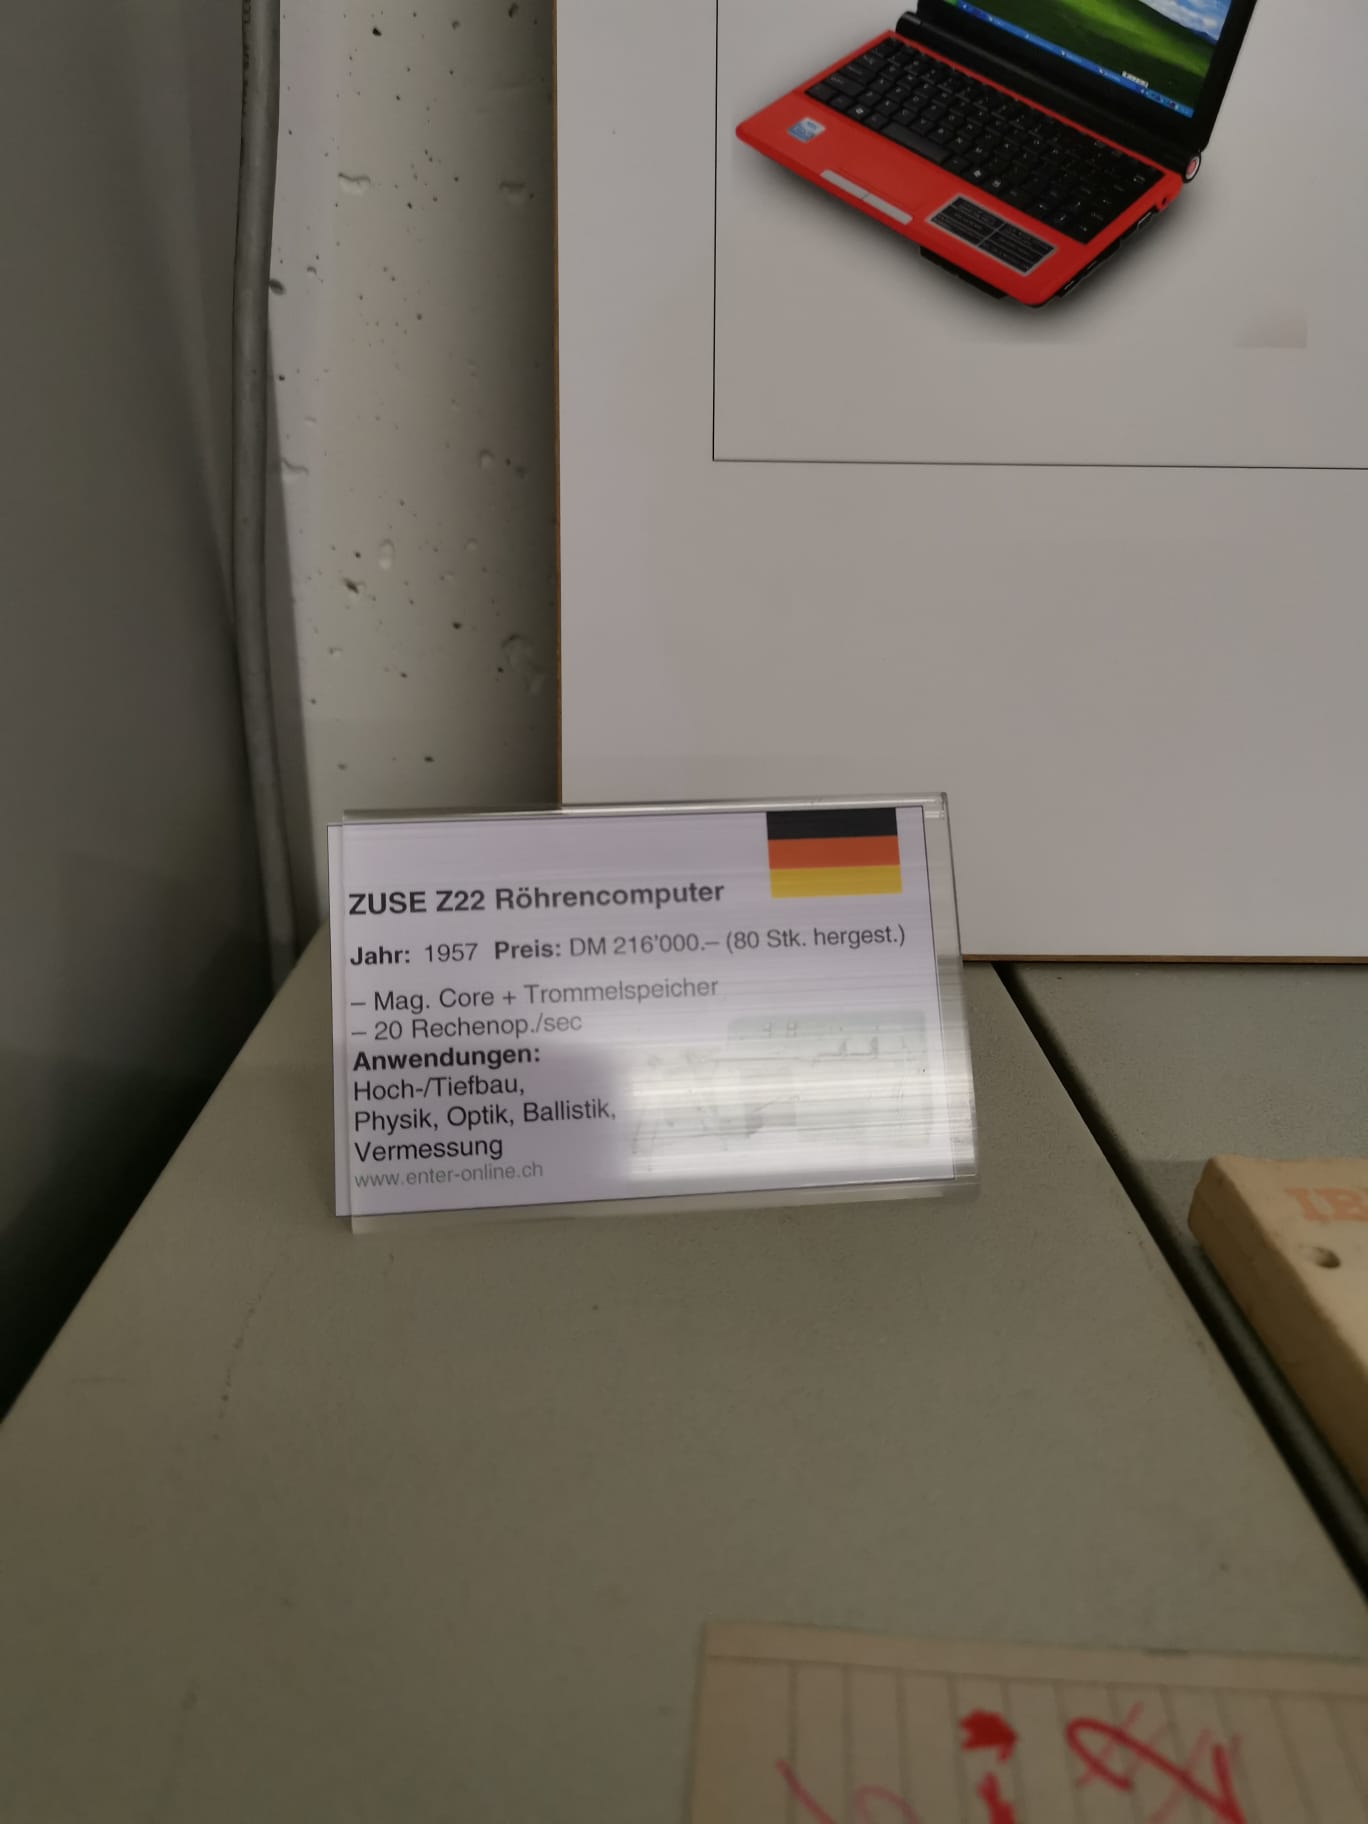 ZUSE Z22 Röhrencomputer
Jahr: 1957 Preis: DM 216'000.– (80 Stk. hergest.)
– Mag. Core + Trommelspeicher
– 20 Rechenop./sec
Anwendungen:
Hoch-/Tiefbau,
Physik, Optik, Ballistik,
Vermessung
www.enter-online.ch